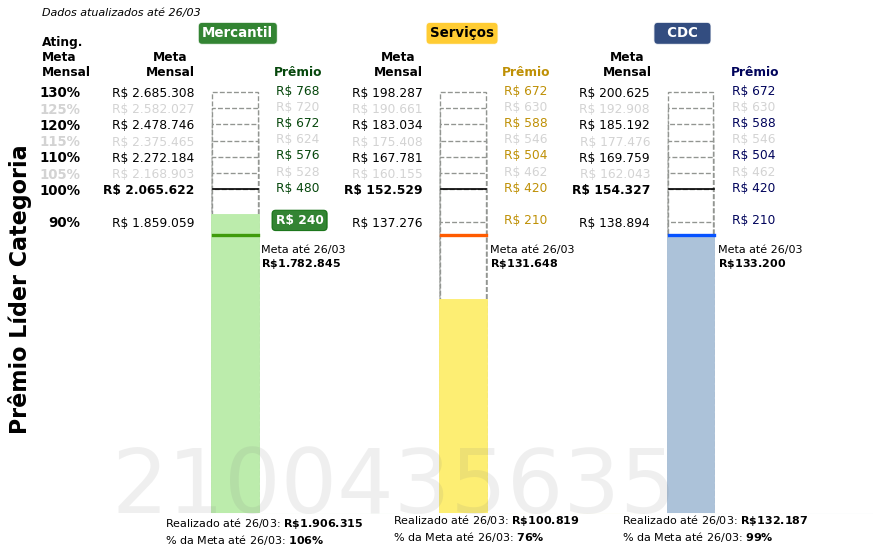 Dados atualizados até 26/03
Mercantil Serviços CDC
Ating. Meta Mensal
Meta Mensal Prêmio Meta Mensal Prêmio Meta Mensal Prêmio
130% R$ 2.685.308 R$ 768 R$ 198.287 R$ 672 R$ 200.625 R$ 672
125% R$ 2.582.027 R$ 720 R$ 190.661 R$ 630 R$ 192.908 R$ 630
120% R$ 2.478.746 R$ 672 R$ 183.034 R$ 588 R$ 185.192 R$ 588
115% R$ 2.375.465 R$ 624 R$ 175.408 R$ 546 R$ 177.476 R$ 546
110% R$ 2.272.184 R$ 576 R$ 167.781 R$ 504 R$ 169.759 R$ 504
105% R$ 2.168.903 R$ 528 R$ 160.155 R$ 462 R$ 162.043 R$ 462
100% R$ 2.065.622 R$ 480 R$ 152.529 R$ 420 R$ 154.327 R$ 420
90% R$ 1.859.059 R$ 240 R$ 137.276 R$ 210 R$ 138.894 R$ 210
Meta até 26/03 Meta até 26/03 Meta até 26/03
R$1.782.845 R$131.648 R$133.200
Prêmio Líder Categoria
2100435635
Realizado até 26/03: R$1.906.315 Realizado até 26/03: R$100.819 Realizado até 26/03: R$132.187
% da Meta até 26/03: 106% % da Meta até 26/03: 76% % da Meta até 26/03: 99%